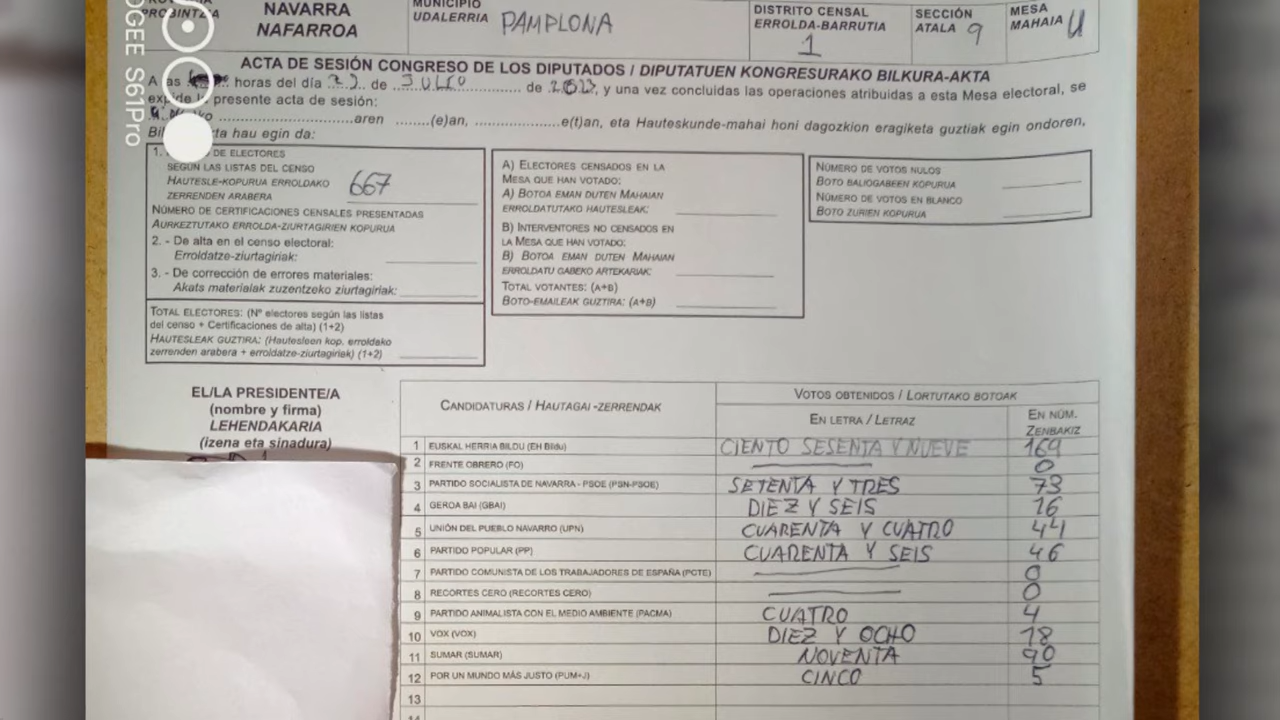 PROBINTZIA
NAVARRA
NAFARROA
MUNICIPIO
UDALERRIA PAMPLONA
DISTRITO CENSAL
ERROLDA-BARRUTIA
1
SECCIÓN
ATALA 9
MESA
MAHAIA U
DOOGEE S61Pro
ACTA DE SESIÓN CONGRESO DE LOS DIPUTADOS / DIPUTATUEN KONGRESURAKO BILKURA-AKTA
A las horas del día 23 de JULIO de 2023, y una vez concluidas las operaciones atribuidas a esta Mesa electoral, se
expide la presente acta de sesión:
aren ........(e)an, ....................e(t)an, eta Hauteskunde-mahai honi dagozkion eragiketa guztiak egin ondoren,
hau egin da:
1. DE ELECTORES
SEGÚN LAS LISTAS DEL CENSO
HAUTESLE-KOPURUA ERROLDAKO
ZERRENDEN ARABERA
667
NÚMERO DE CERTIFICACIONES CENSALES PRESENTADAS
AURKEZTUTAKO ERROLDA-ZIURTAGIRIEN KOPURUA
2. - De alta en el censo electoral:
Erroldatze-ziurtagiriak:
3. - De corrección de errores materiales:
Akats materialak zuzentzeko ziurtagiriak:
TOTAL ELECTORES: (Nº electores según las listas
del censo + Certificaciones de alta) (1+2)
HAUTESLEAK GUZTIRA: (Hautesleen kop. erroldako
zerrenden arabera + erroldatze-ziurtagiriak) (1+2)
A) ELECTORES CENSADOS EN LA
MESA QUE HAN VOTADO:
A) BOTOA EMAN DUTEN MAHAIAN
ERROLDATUTAKO HAUTESLEAK:
B) INTERVENTORES NO CENSADOS EN
LA MESA QUE HAN VOTADO:
B) BOTOA EMAN DUTEN MAHAIAN
ERROLDATU GABEKO ARTEKARIAK:
TOTAL VOTANTES: (A+B)
BOTO-EMAILEAK GUZTIRA: (A+B)
NÚMERO DE VOTOS NULOS
BOTO BALIOGABEEN KOPURUA
NÚMERO DE VOTOS EN BLANCO
BOTO ZURIEN KOPURUA
EL/LA PRESIDENTE/A
(nombre y firma)
LEHENDAKARIA
(izena eta sinadura)
CANDIDATURAS / HAUTAGAI-ZERRENDAK
VOTOS OBTENIDOS / LORTUTAKO BOTOAK
EN LETRA / LETRAZ
EN NÚM.
ZENBAKIZ
1 EUSKAL HERRIA BILDU (EH Bildu) CIENTO SESENTA Y NUEVE 169
2 FRENTE OBRERO (FO) 0
3 PARTIDO SOCIALISTA DE NAVARRA - PSOE (PSN-PSOE) SETENTA Y TRES 73
4 GEROA BAI (GBAI) DIEZ Y SEIS 16
5 UNIÓN DEL PUEBLO NAVARRO (UPN) CUARENTA Y CUATRO 44
6 PARTIDO POPULAR (PP) CUARENTA Y SEIS 46
7 PARTIDO COMUNISTA DE LOS TRABAJADORES DE ESPAÑA (PCTE) 0
8 RECORTES CERO (RECORTES CERO) 0
9 PARTIDO ANIMALISTA CON EL MEDIO AMBIENTE (PACMA) CUATRO 4
10 VOX (VOX) DIEZ Y OCHO 18
11 SUMAR (SUMAR) NOVENTA 90
12 POR UN MUNDO MÁS JUSTO (PUM+J) CINCO 5
13